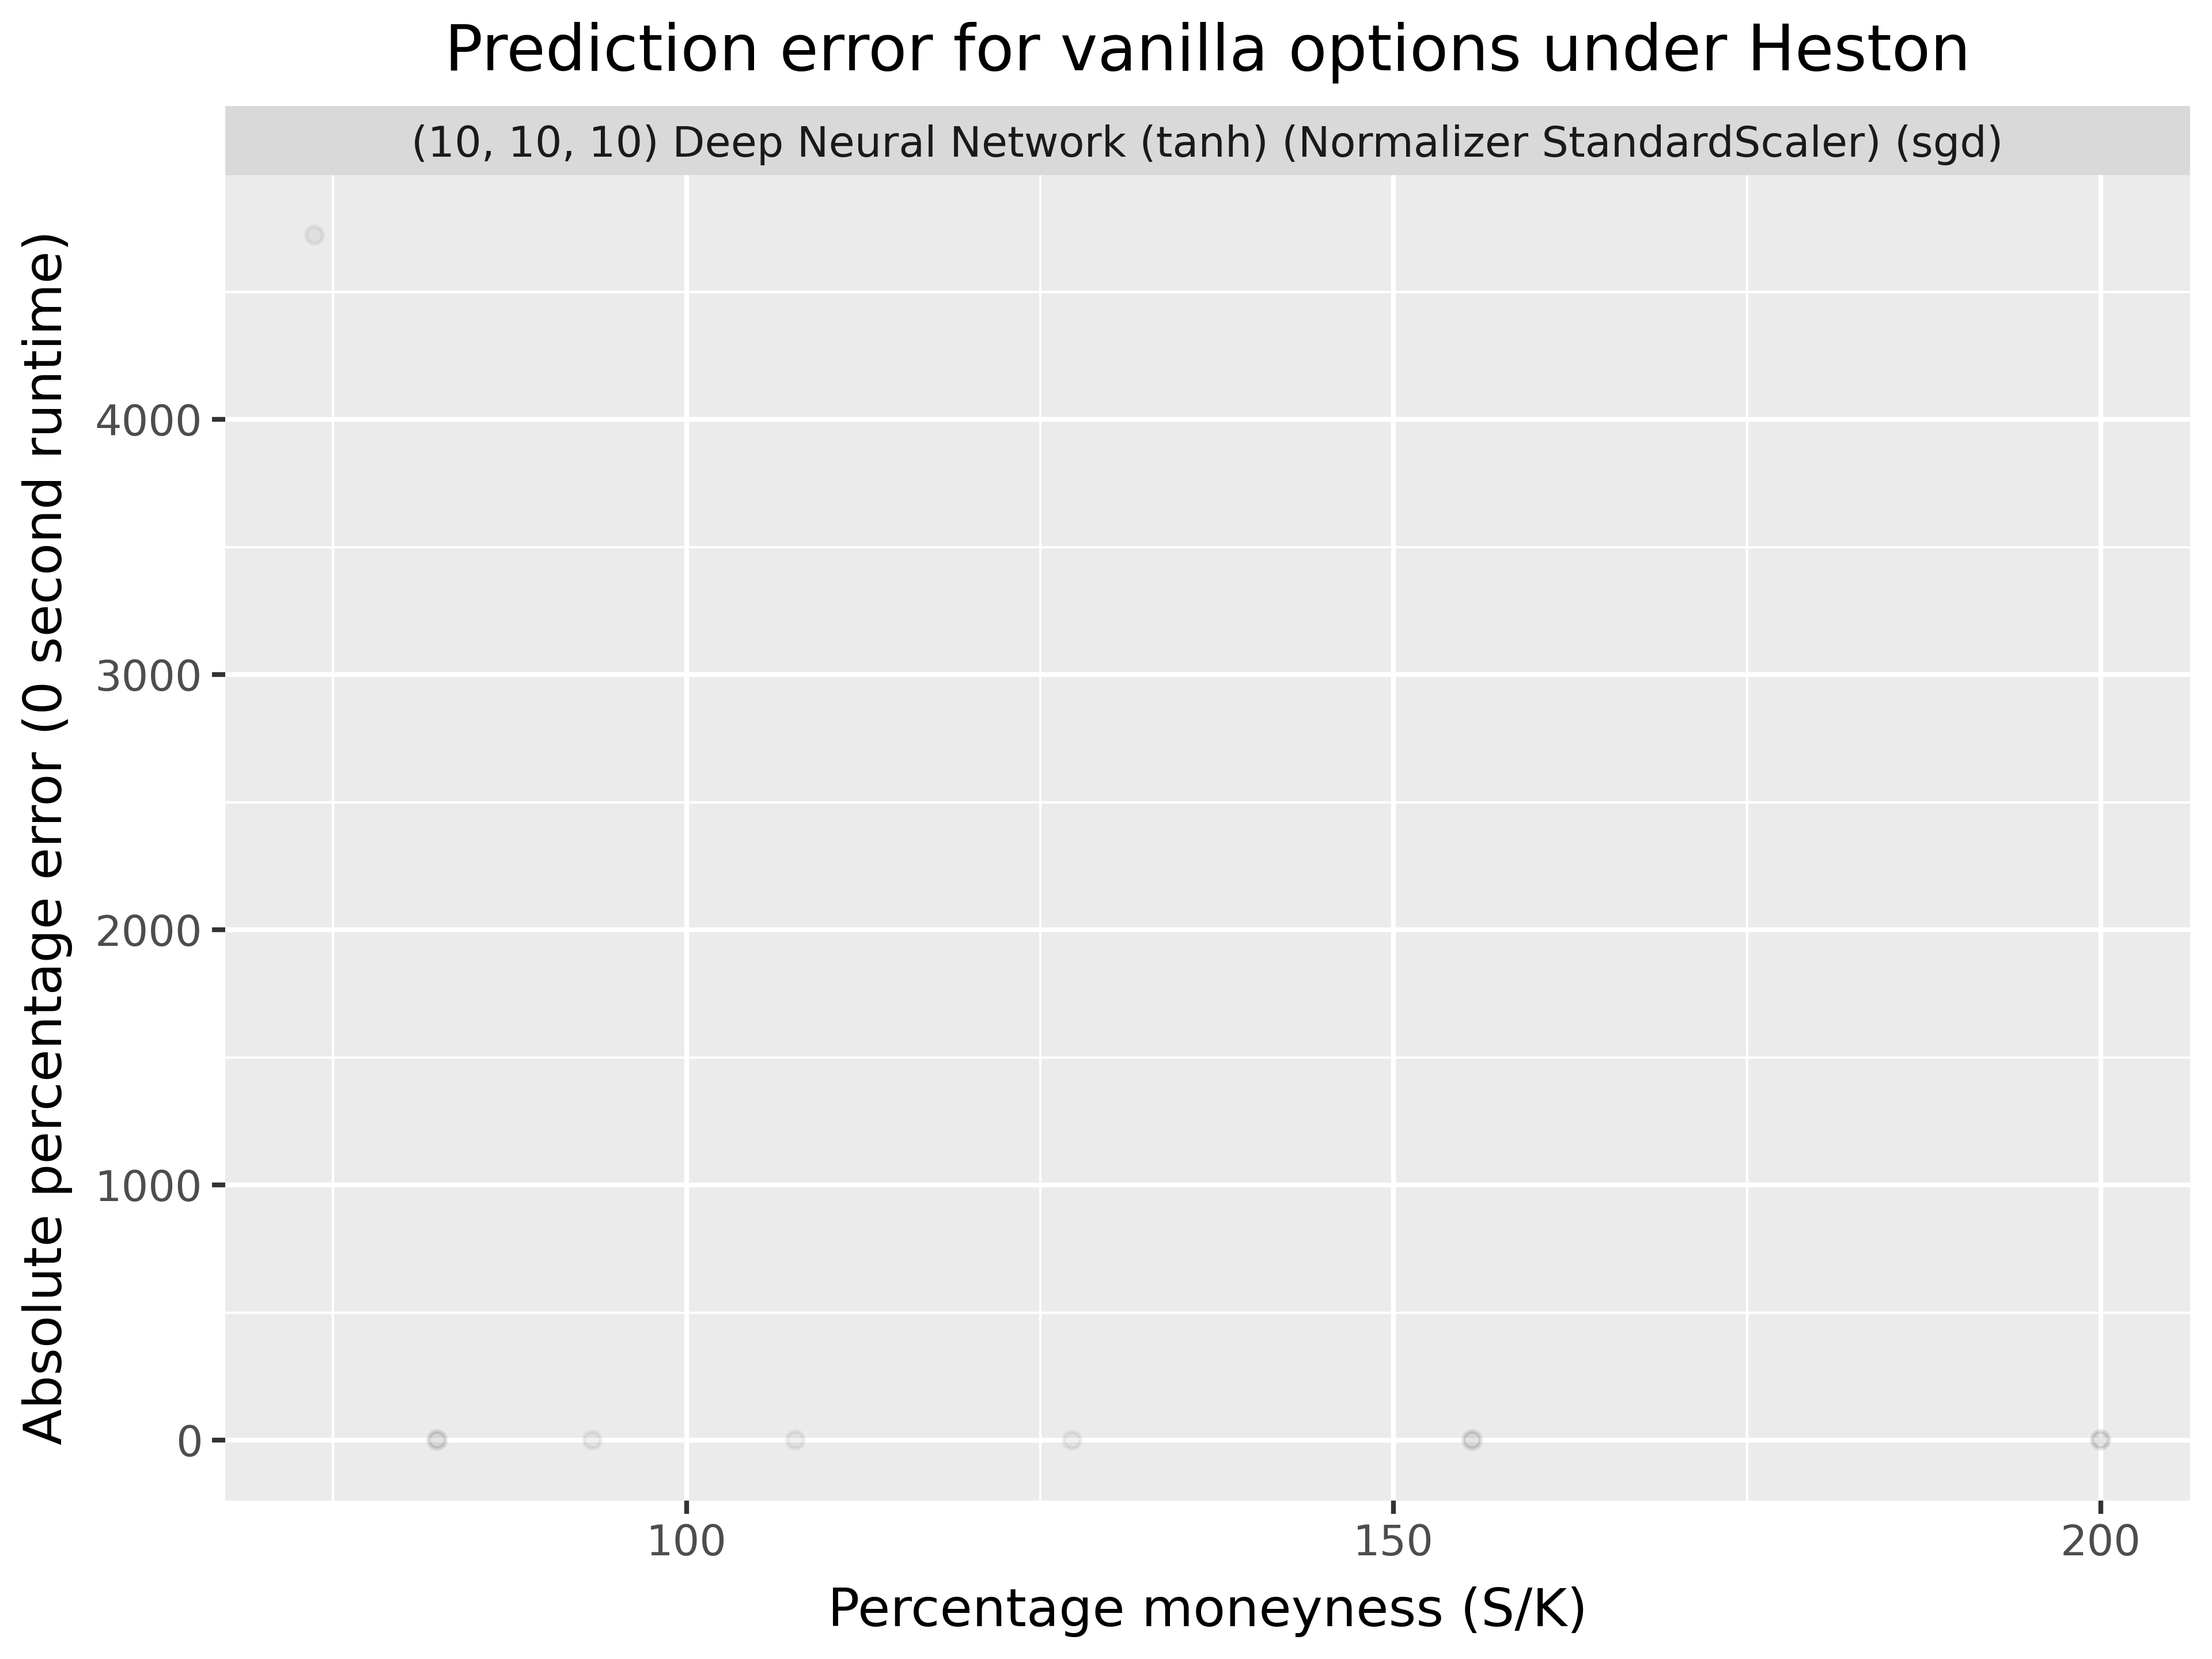 Prediction error for vanilla options under Heston
(10, 10, 10) Deep Neural Network (tanh) (Normalizer StandardScaler) (sgd)
Absolute percentage error (0 second runtime)
4000
3000
2000
1000
0
100
150
200
Percentage moneyness (S/K)